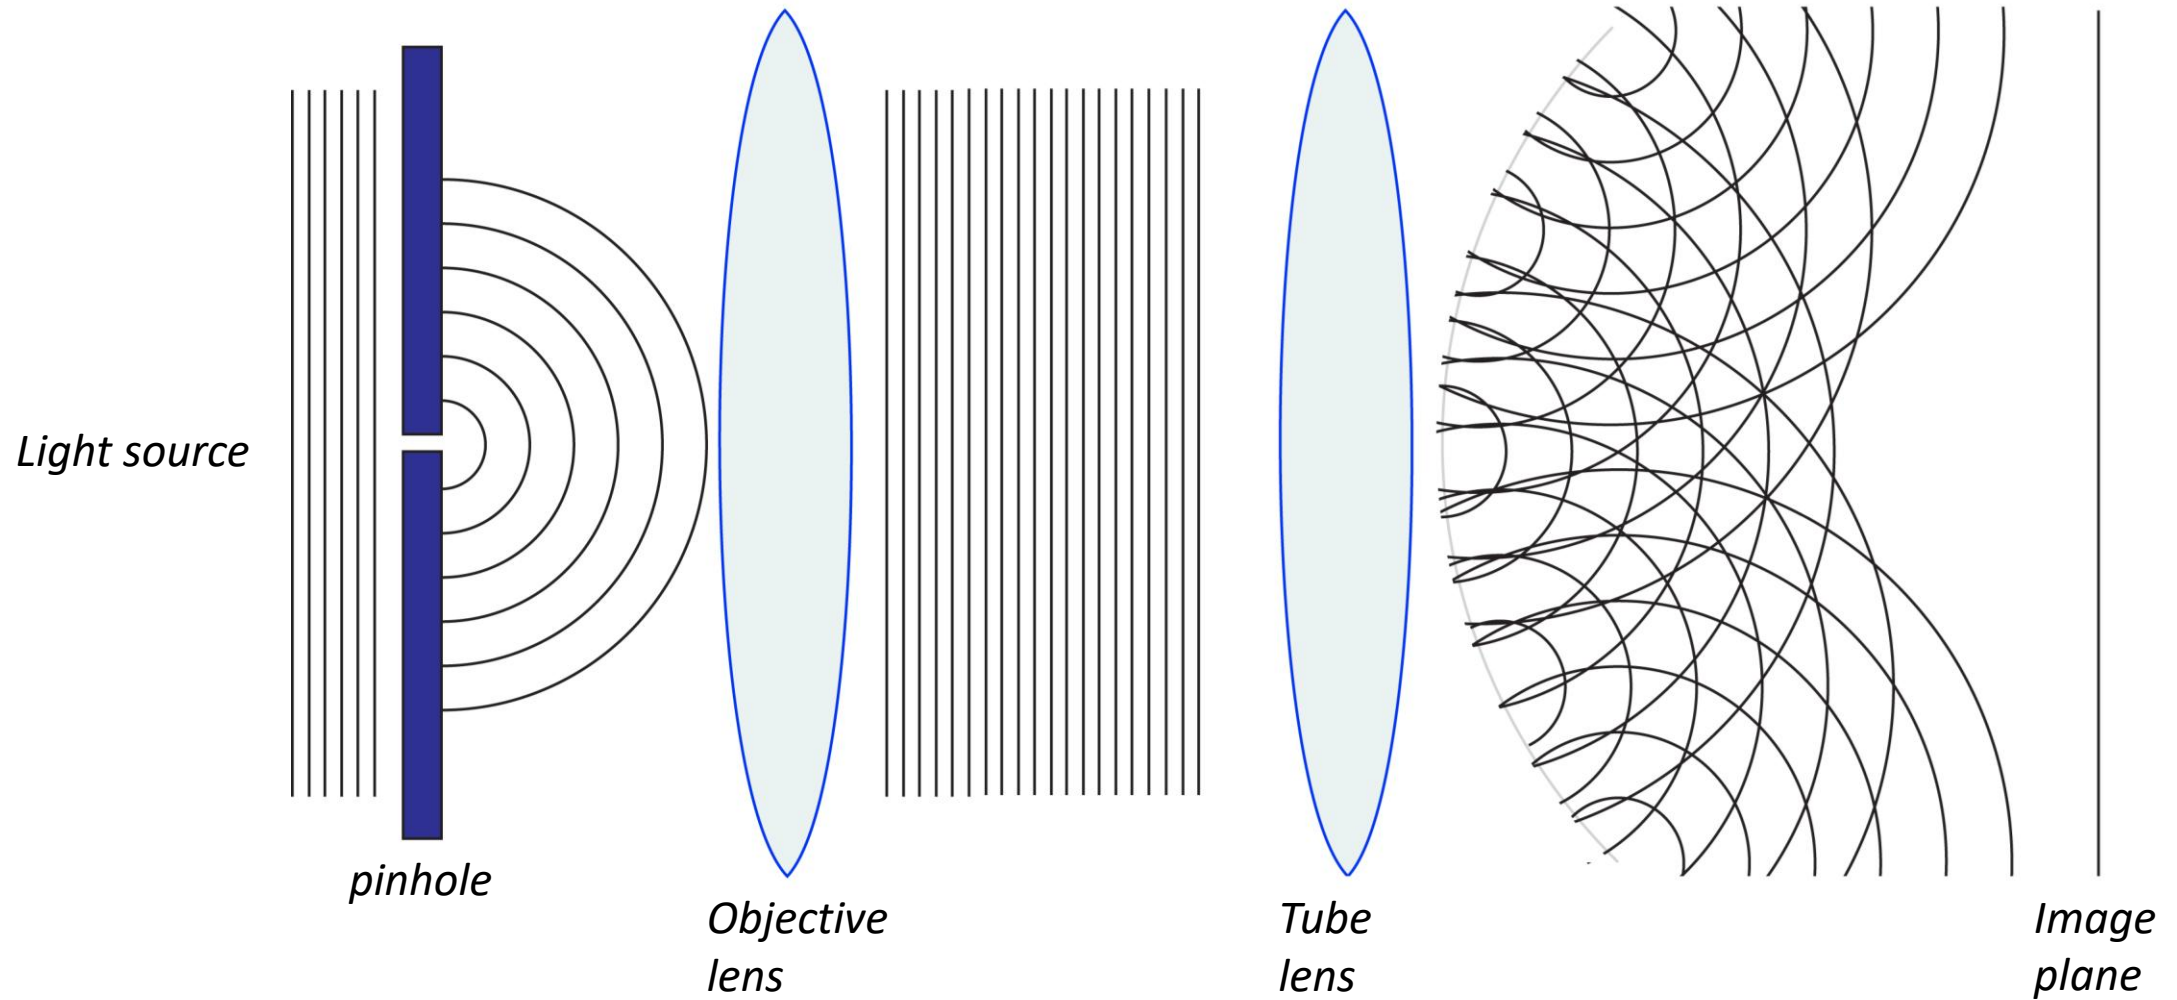 Light source
pinhole
Objective
lens
Tube
lens
Image
plane